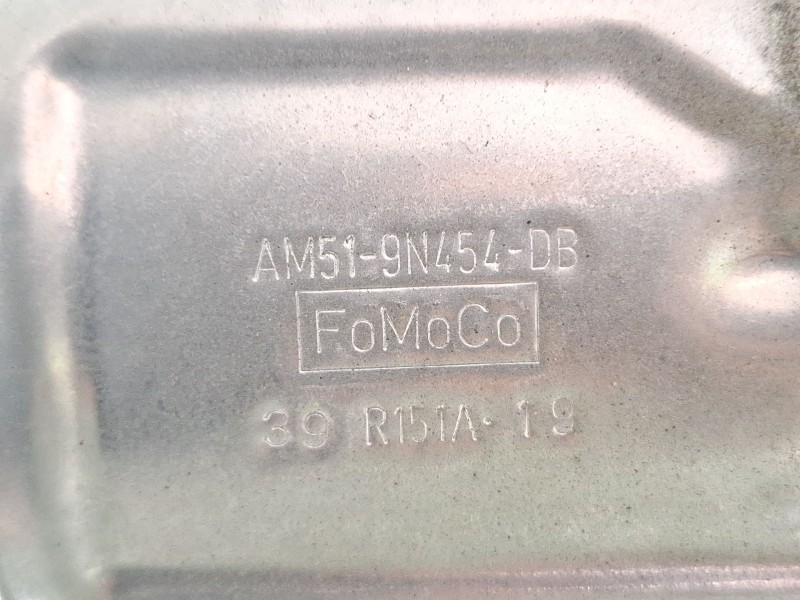 AM51-9N454-DB
FoMoCo
39 R151A· 19